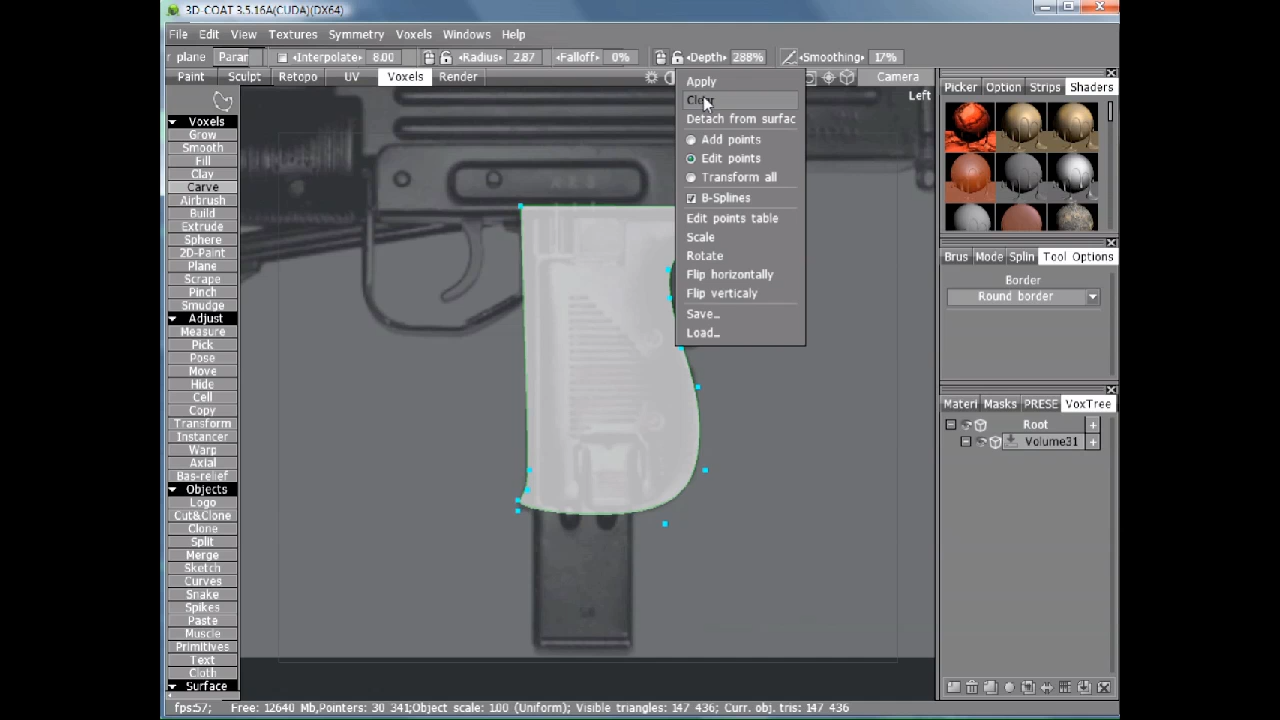 3D-COAT 3.5.16A(CUDA)(DX64)
File Edit View Textures Symmetry Voxels Windows Help
r plane Parar Interpolate 8.00 Radius 2.87 Falloff 0% Depth 288% Smoothing 17%
Paint Sculpt Retopo UV Voxels Render Camera
Left
Voxels
Grow
Smooth
Fill
Clay
Carve
Airbrush
Build
Extrude
Sphere
2D-Paint
Plane
Scrape
Pinch
Smudge
Adjust
Measure
Pick
Pose
Move
Hide
Cell
Copy
Transform
Instancer
Warp
Axial
Bas-relief
Objects
Logo
Cut&Clone
Clone
Split
Merge
Sketch
Curves
Snake
Spikes
Paste
Muscle
Primitives
Text
Cloth
Surface
Apply
Clear
Detach from surfac
Add points
Edit points
Transform all
B-Splines
Edit points table
Scale
Rotate
Flip horizontally
Flip verticaly
Save…
Load…
Picker Option Strips Shaders
Brus Mode Splin Tool Options
Border
Round border
Materi Masks PRESE VoxTree
Root
Volume31
fps:57; Free: 12640 Mb,Pointers: 30 341;Object scale: 1.00 (Uniform); Visible triangles: 147 436; Curr. obj. tris: 147 436